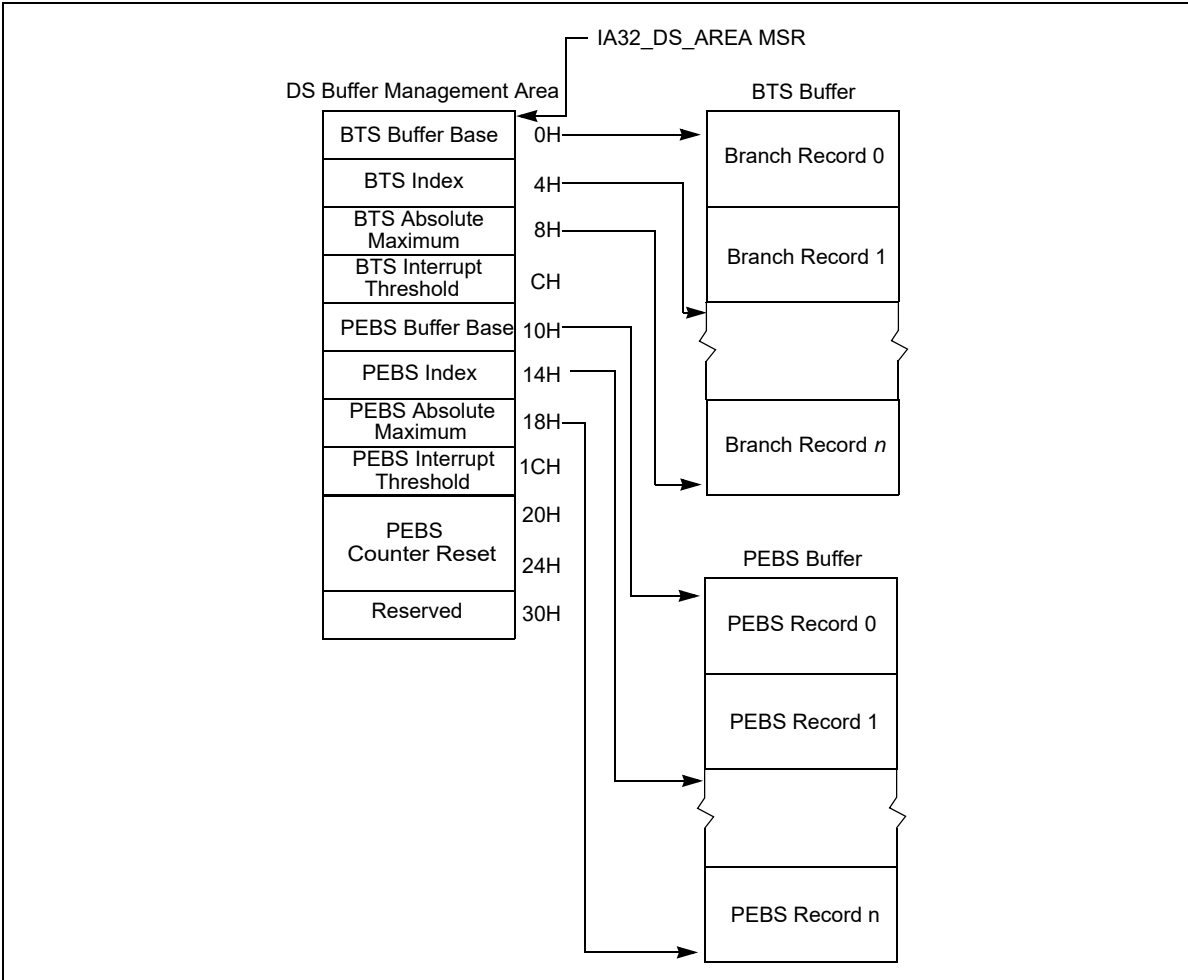 IA32_DS_AREA MSR
DS Buffer Management Area
BTS Buffer Base
0H
BTS Index
4H
BTS Absolute
Maximum
8H
BTS Interrupt
Threshold
CH
PEBS Buffer Base
10H
PEBS Index
14H
PEBS Absolute
Maximum
18H
PEBS Interrupt
Threshold
1CH
PEBS
Counter Reset
20H
24H
Reserved
30H
BTS Buffer
Branch Record 0
Branch Record 1
Branch Record n
PEBS Buffer
PEBS Record 0
PEBS Record 1
PEBS Record n